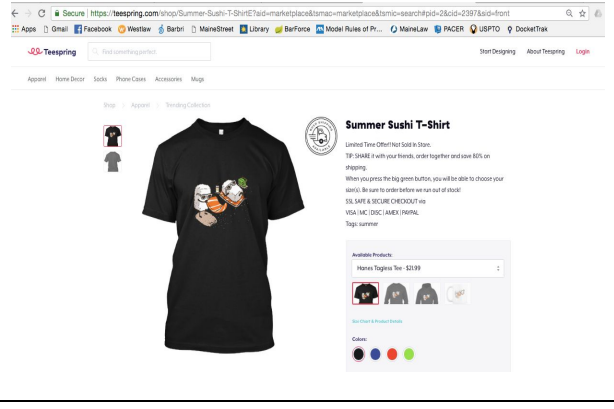 Secure | https://teespring.com/shop/Summer-Sushi-T-ShirtE?aid=marketplace&tsmac=marketplace&tsmic=search#pid=2&cid=2397&sid=front
Apps Gmail Facebook Westlaw Barbri MaineStreet Library BarForce Model Rules of Pr... MaineLaw PACER USPTO DocketTrak
Teespring Find something perfect Start Designing About Teespring Login
Apparel Home Decor Socks Phone Cases Accessories Mugs
Shop Apparel Trending Collection
Summer Sushi T-Shirt
Limited Time Offer!! Not Sold In Store.
TIP: SHARE it with your friends, order together and save 80% on
shipping.
When you press the big green button, you will be able to choose your
size(s). Be sure to order before we run out of stock!
SSL SAFE & SECURE CHECKOUT via
VISA | MC | DISC | AMEX | PAYPAL
Tags: summer
Available Products:
Hanes Tagless Tee - $21.99
Size Chart & Product Details
Colors: